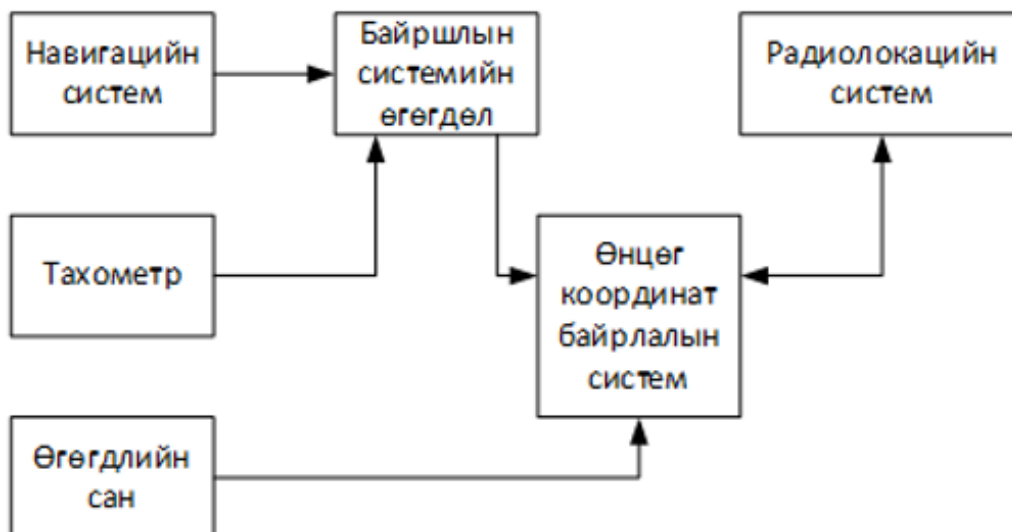 Навигацийн
систем
Байршлын
системийн
өгөгдөл
Радиолокацийн
систем
Тахометр
Өнцөг
координат
байрлалын
систем
Өгөгдлийн
сан